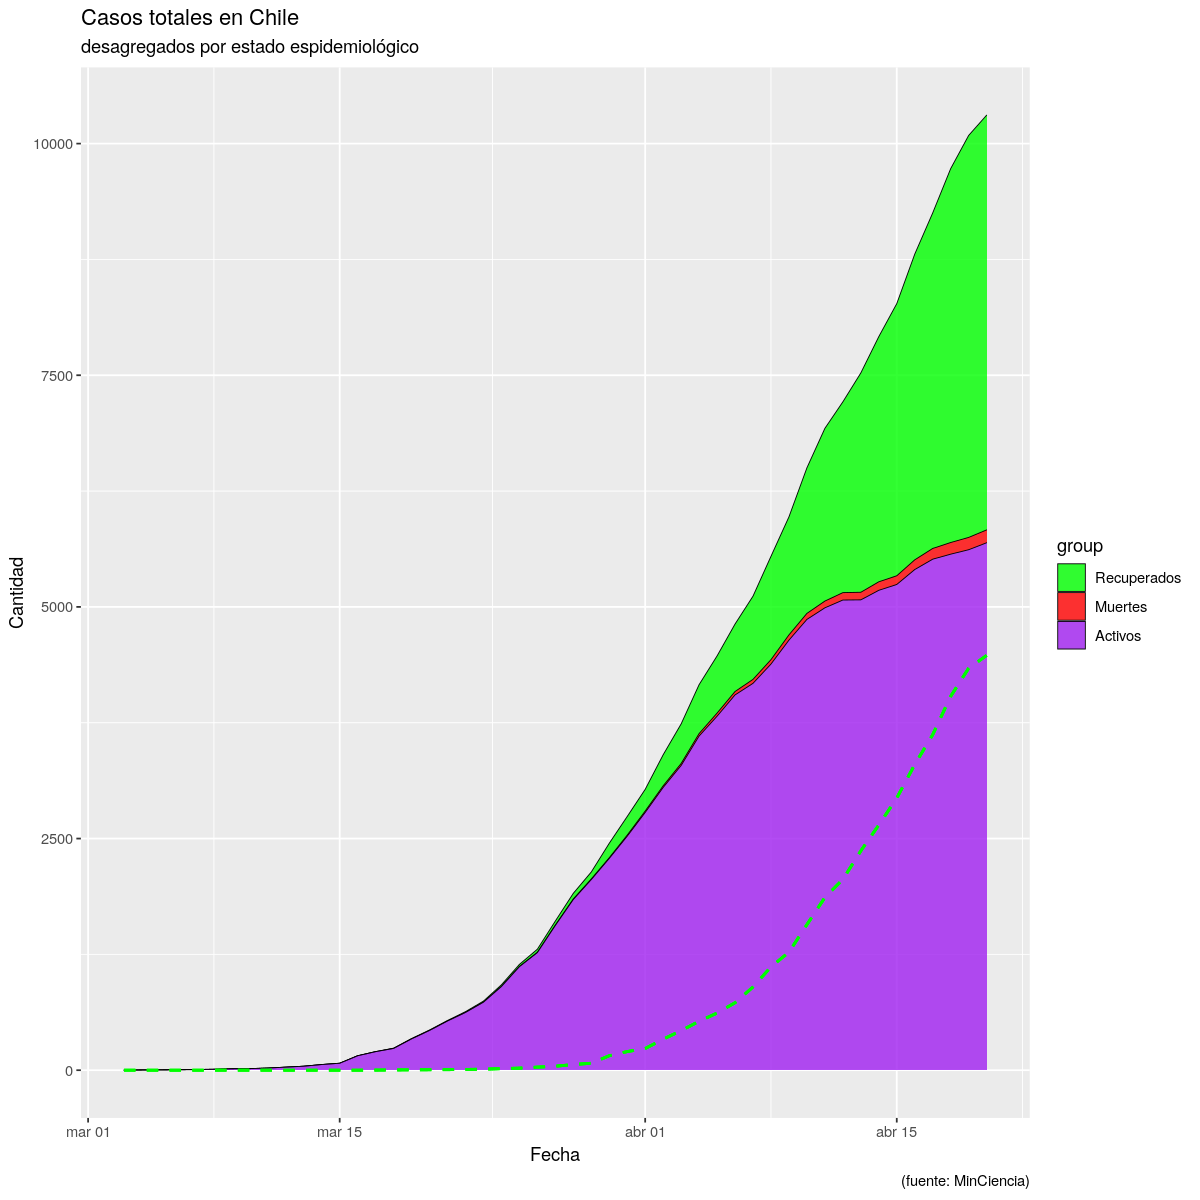 Casos totales en Chile
desagregados por estado espidemiológico
Cantidad
10000
7500
5000
2500
0
mar 01
mar 15
abr 01
abr 15
Fecha
group
Recuperados
Muertes
Activos
(fuente: MinCiencia)